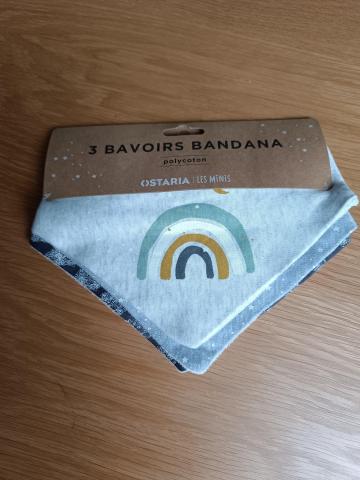 3 BAVOIRS BANDANA
polycoton
OSTARIA | LES MiNiS